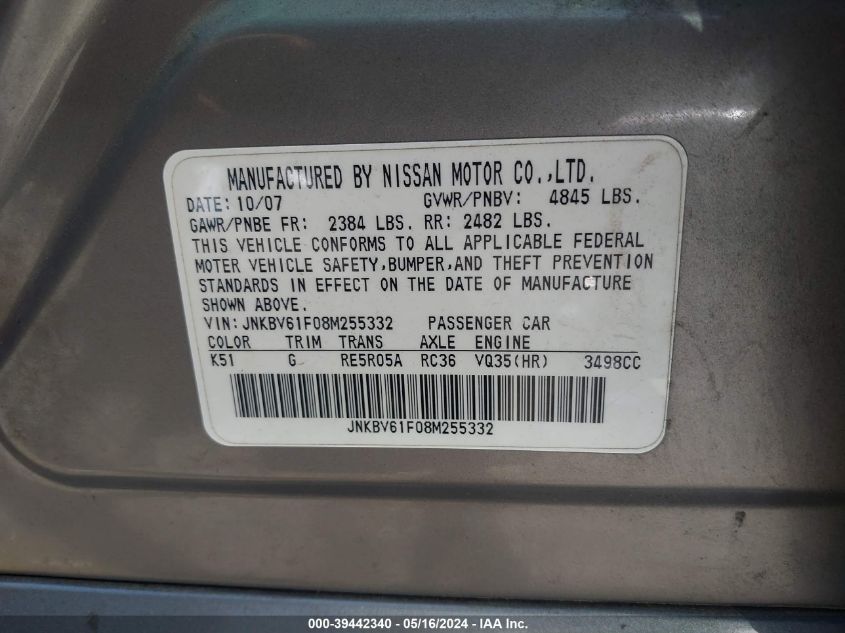 MANUFACTURED BY NISSAN MOTOR CO.,LTD.
DATE: 10/07 GVWR/PNBV: 4845 LBS.
GAWR/PNBE FR: 2384 LBS. RR: 2482 LBS.
THIS VEHICLE CONFORMS TO ALL APPLICABLE FEDERAL
MOTER VEHICLE SAFETY,BUMPER,AND THEFT PREVENTION
STANDARDS IN EFFECT ON THE DATE OF MANUFACTURE
SHOWN ABOVE.
VIN: JNKBV61F08M255332 PASSENGER CAR
COLOR TRIM TRANS AXLE ENGINE
K51 G RE5R05A RC36 VQ35(HR) 3498CC
JNKBV61F08M255332
000-39442340 - 05/16/2024 - IAA Inc.